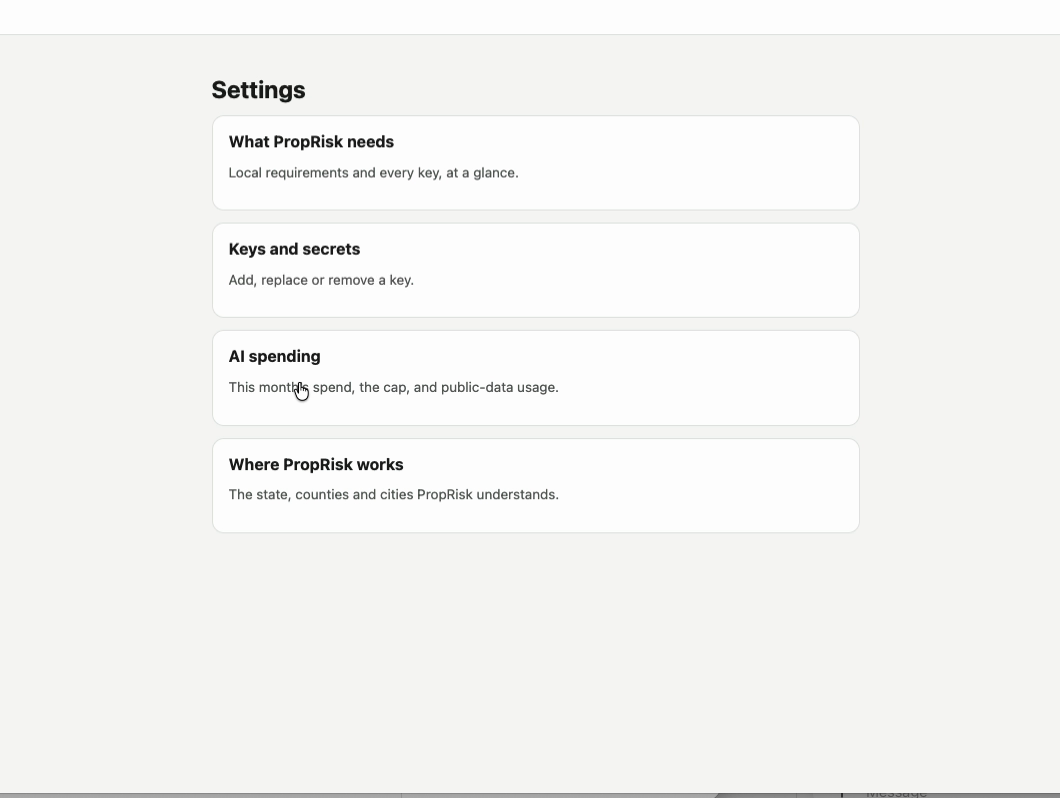 Settings
What PropRisk needs
Local requirements and every key, at a glance.
Keys and secrets
Add, replace or remove a key.
AI spending
This month's spend, the cap, and public-data usage.
Where PropRisk works
The state, counties and cities PropRisk understands.
Message